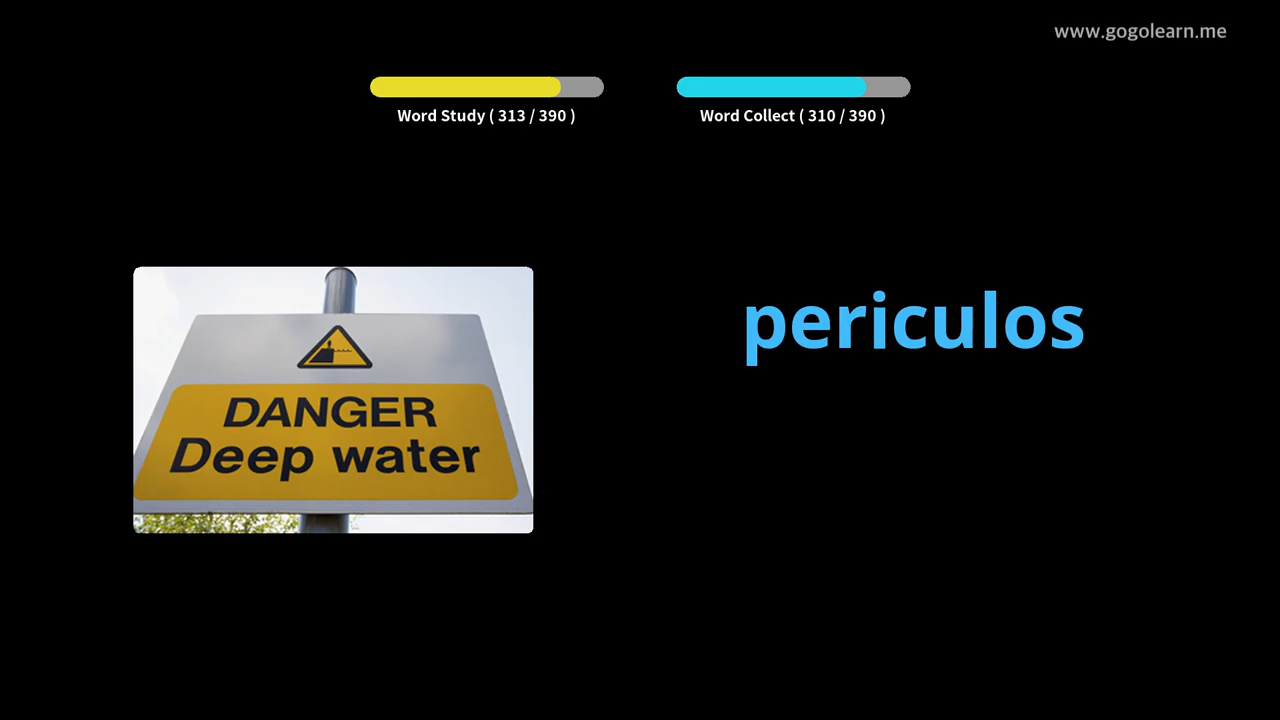 www.gogolearn.me
Word Study ( 313 / 390 )
Word Collect ( 310 / 390 )
periculos
DANGER
Deep water